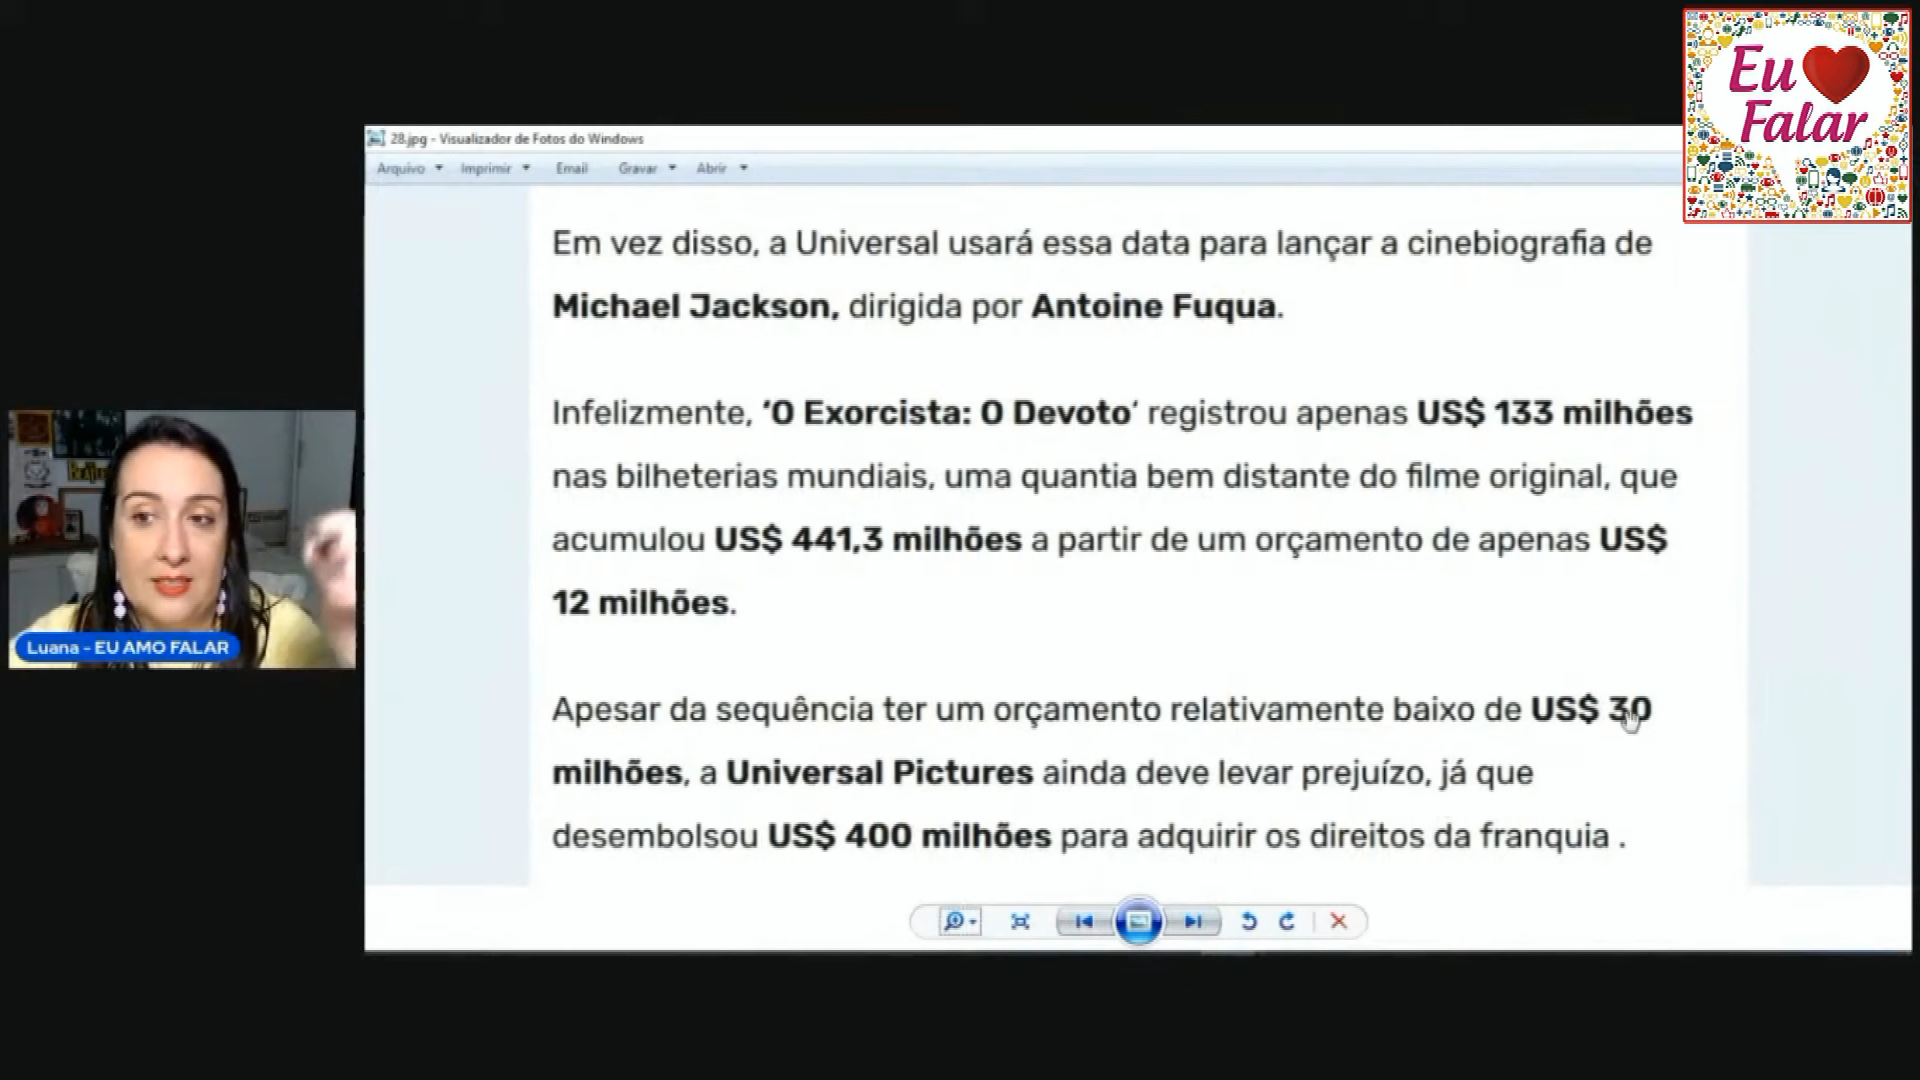 Eu
Falar
28.jpg - Visualizador de Fotos do Windows
Arquivo Imprimir Email Gravar Abrir
Em vez disso, a Universal usará essa data para lançar a cinebiografia de
Michael Jackson, dirigida por Antoine Fuqua.
Infelizmente, ‘O Exorcista: O Devoto‘ registrou apenas US$ 133 milhões
nas bilheterias mundiais, uma quantia bem distante do filme original, que
acumulou US$ 441,3 milhões a partir de um orçamento de apenas US$
12 milhões.
Apesar da sequência ter um orçamento relativamente baixo de US$ 30
milhões, a Universal Pictures ainda deve levar prejuízo, já que
desembolsou US$ 400 milhões para adquirir os direitos da franquia .
Luana - EU AMO FALAR